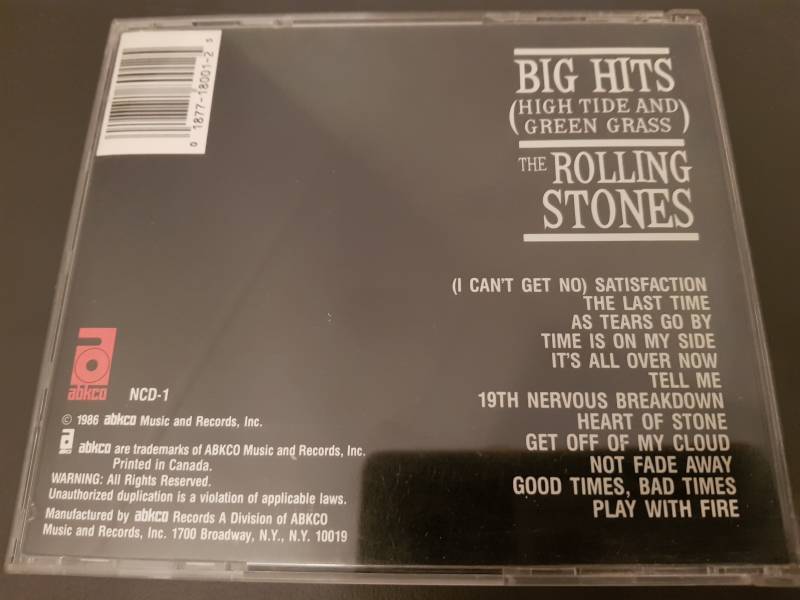 0 1877-18001-2 5
BIG HITS
(HIGH TIDE AND
GREEN GRASS)
THE ROLLING
STONES
(I CAN'T GET NO) SATISFACTION
THE LAST TIME
AS TEARS GO BY
TIME IS ON MY SIDE
IT'S ALL OVER NOW
TELL ME
19TH NERVOUS BREAKDOWN
HEART OF STONE
GET OFF OF MY CLOUD
NOT FADE AWAY
GOOD TIMES, BAD TIMES
PLAY WITH FIRE
a
abkco
NCD-1
© 1986 abkco Music and Records, Inc.
a abkco are trademarks of ABKCO Music and Records, Inc.
Printed in Canada.
WARNING: All Rights Reserved.
Unauthorized duplication is a violation of applicable laws.
Manufactured by abkco Records A Division of ABKCO
Music and Records, Inc. 1700 Broadway, N.Y., N.Y. 10019